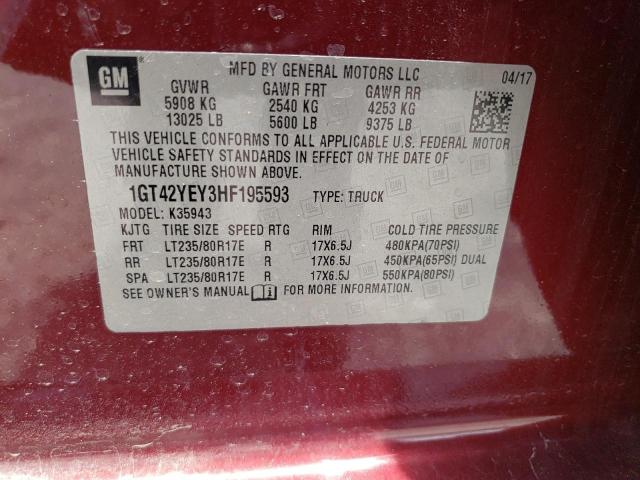 GM
MFD BY GENERAL MOTORS LLC 04/17
GVWR GAWR FRT GAWR RR
5908 KG 2540 KG 4253 KG
13025 LB 5600 LB 9375 LB
THIS VEHICLE CONFORMS TO ALL APPLICABLE U.S. FEDERAL MOTOR
VEHICLE SAFETY STANDARDS IN EFFECT ON THE DATE OF
MANUFACTURE SHOWN ABOVE.
1GT42YEY3HF195593 TYPE: TRUCK
MODEL: K35943
KJTG TIRE SIZE SPEED RTG RIM COLD TIRE PRESSURE
FRT LT235/80R17E R 17X6.5J 480KPA(70PSI)
RR LT235/80R17E R 17X6.5J 450KPA(65PSI) DUAL
SPA LT235/80R17E R 17X6.5J 550KPA(80PSI)
SEE OWNER'S MANUAL FOR MORE INFORMATION.